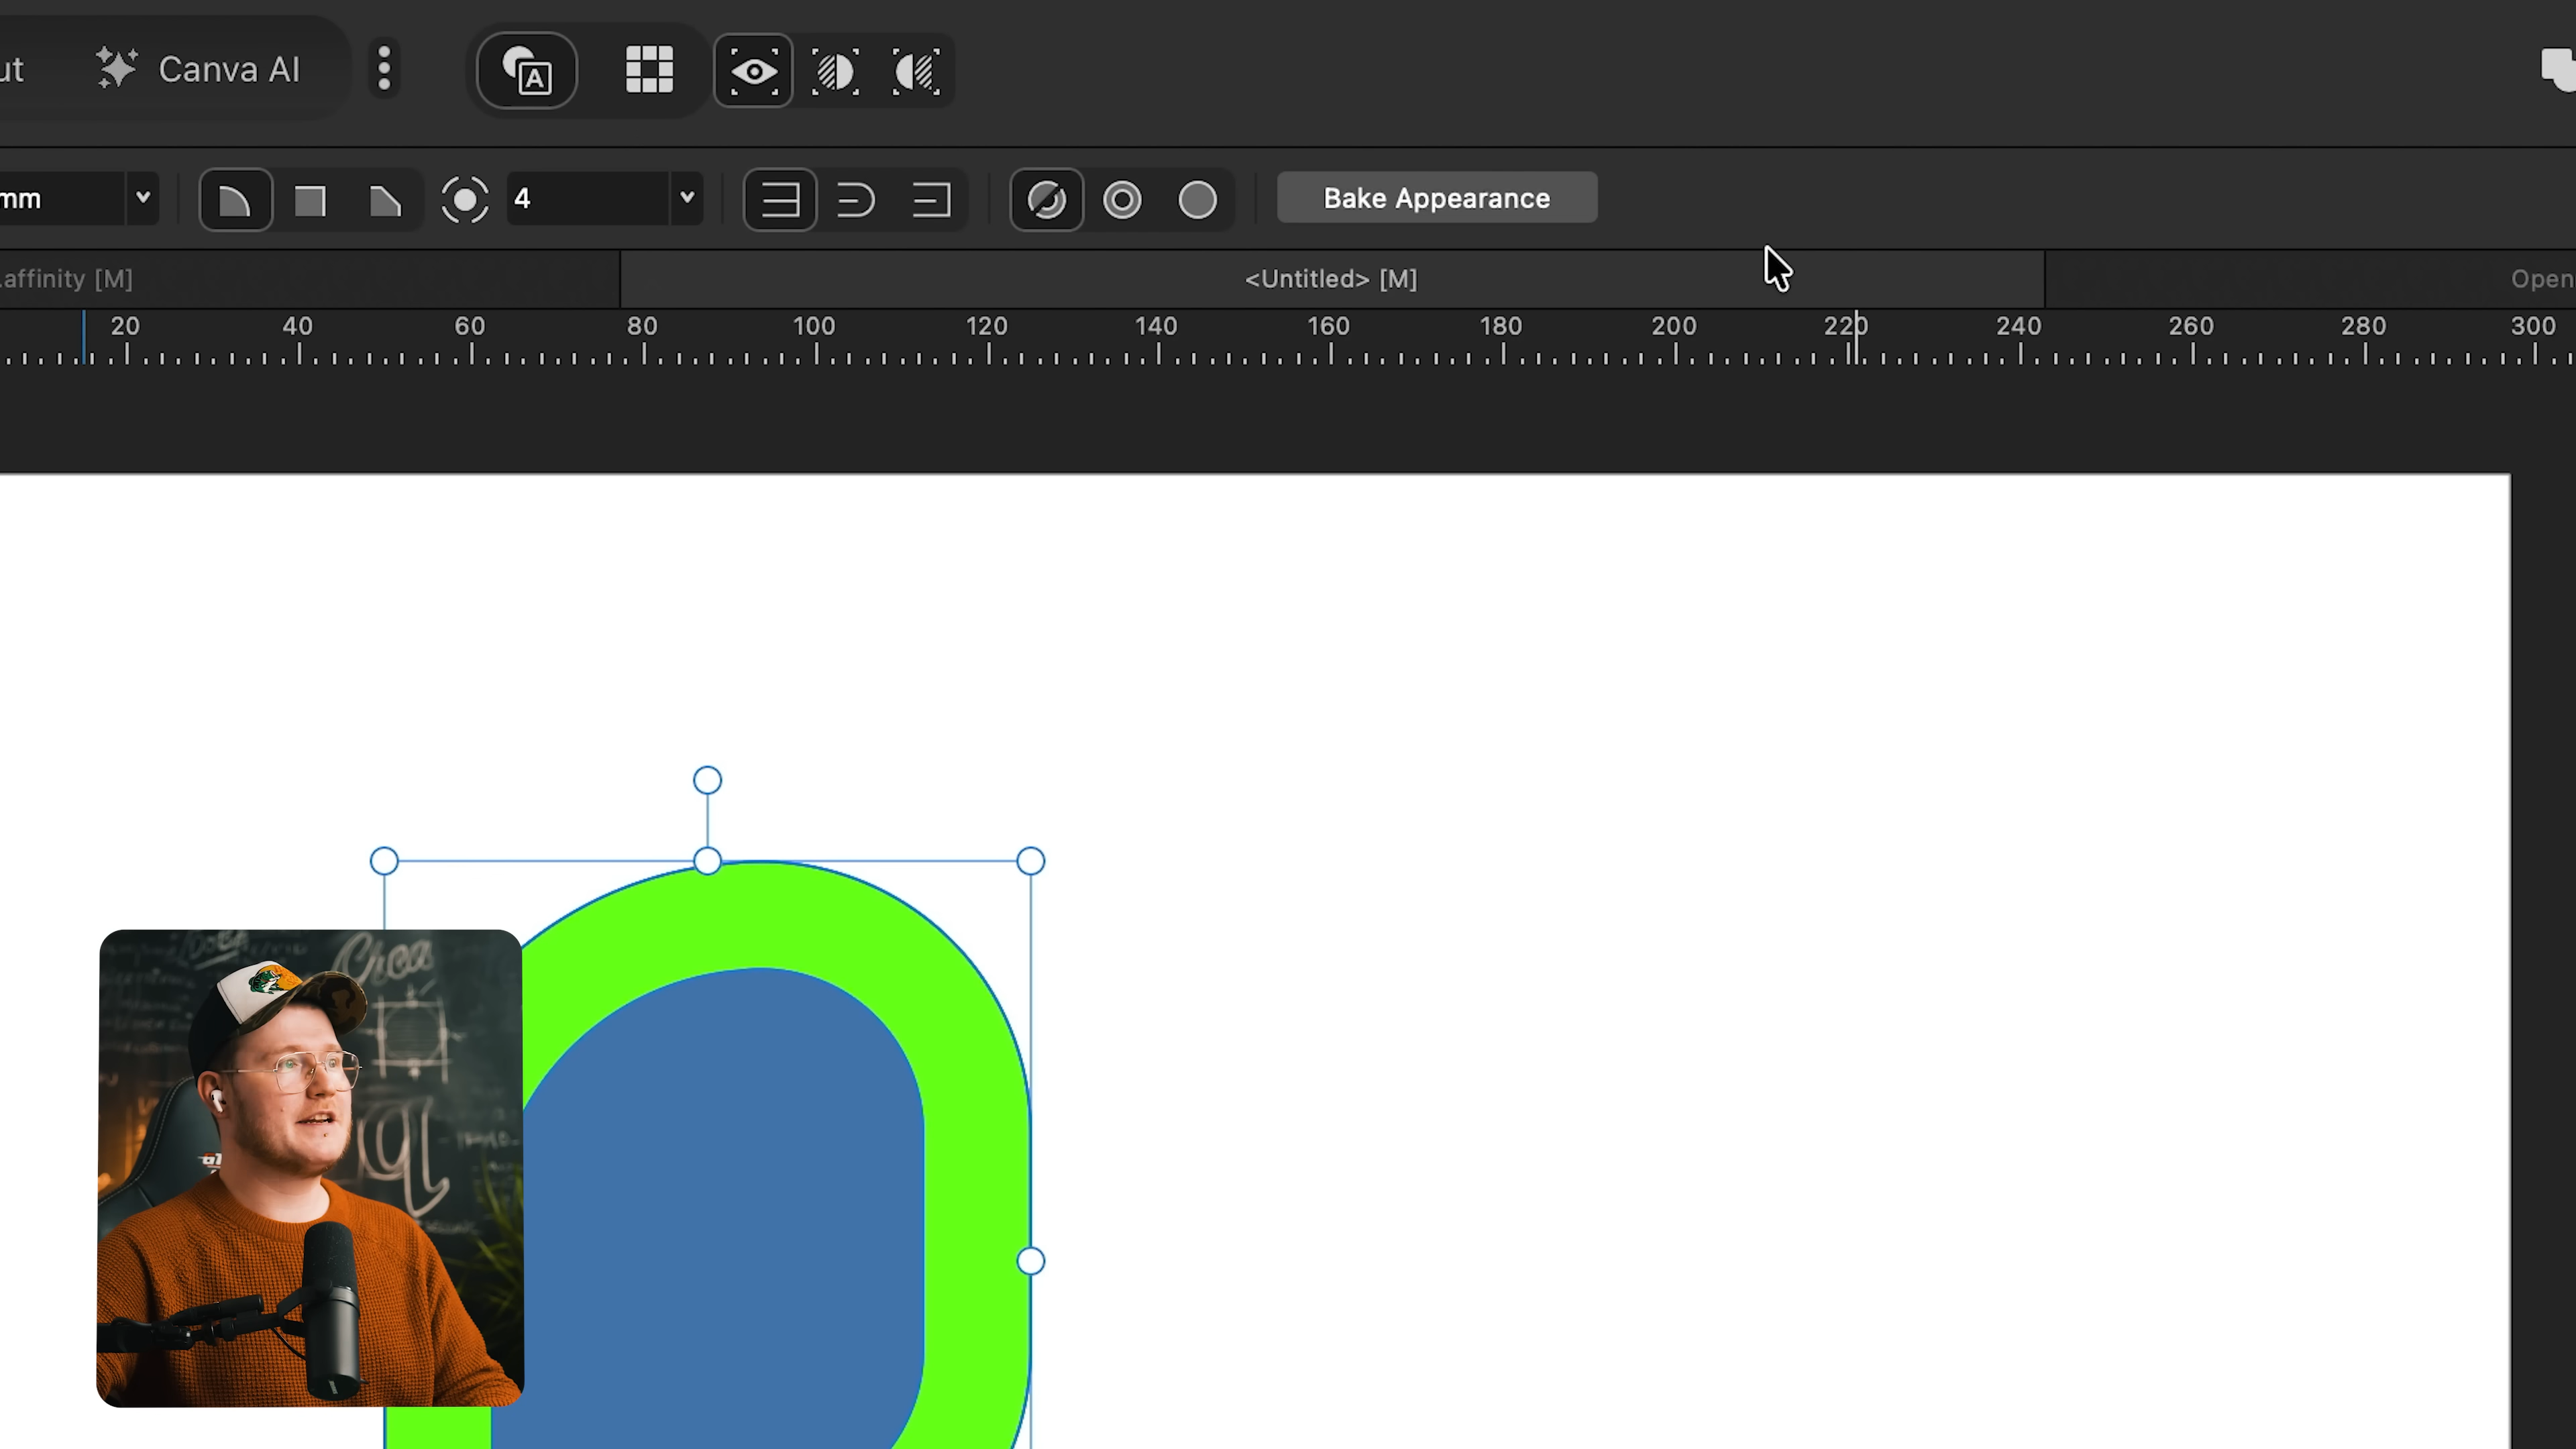 ut
Canva AI
A
mm
4
Bake Appearance
.affinity [M]
<Untitled> [M]
Open
20 40 60 80 100 120 140 160 180 200 220 240 260 280 300
Crea